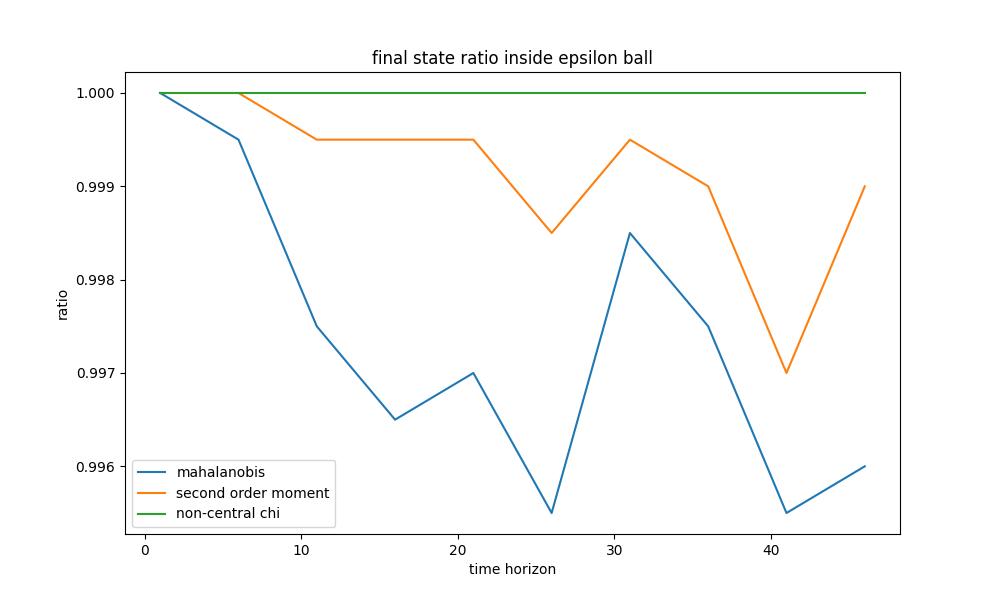 final state ratio inside epsilon ball
1.000
0.999
0.998
0.997
0.996
ratio
mahalanobis
second order moment
non-central chi
0 10 20 30 40
time horizon